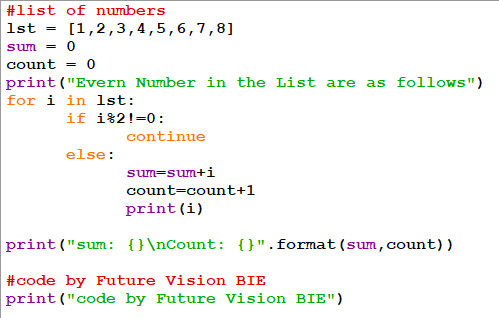 #list of numbers
lst = [1,2,3,4,5,6,7,8]
sum = 0
count = 0
print("Evern Number in the List are as follows")
for i in lst:
      if i%2!=0:
            continue
      else:
            sum=sum+i
            count=count+1
            print(i)

print("sum: {}\nCount: {}".format(sum,count))

#code by Future Vision BIE
print("code by Future Vision BIE")